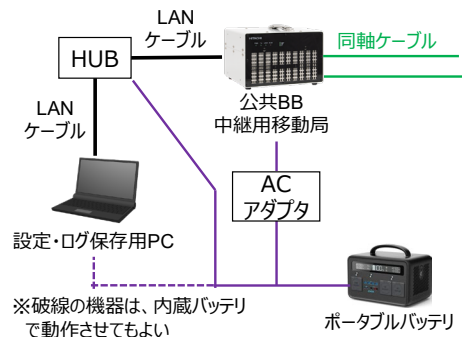 LAN
ケーブル
同軸ケーブル
HUB
公共BB
中継用移動局
LAN
ケーブル
AC
アダプタ
設定・ログ保存用PC
※破線の機器は、内蔵バッテリ
で動作させてもよい
ポータブルバッテリ